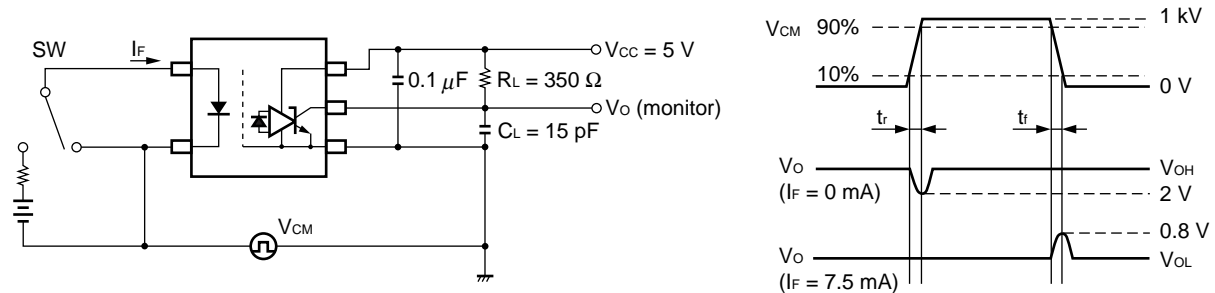 SW
IF
VCC = 5 V
0.1 μF
RL = 350 Ω
VO (monitor)
CL = 15 pF
VCM
VCM 90%
10%
1 kV
0 V
tr
tf
VO
(IF = 0 mA)
VOH
2 V
0.8 V
VO
(IF = 7.5 mA)
VOL